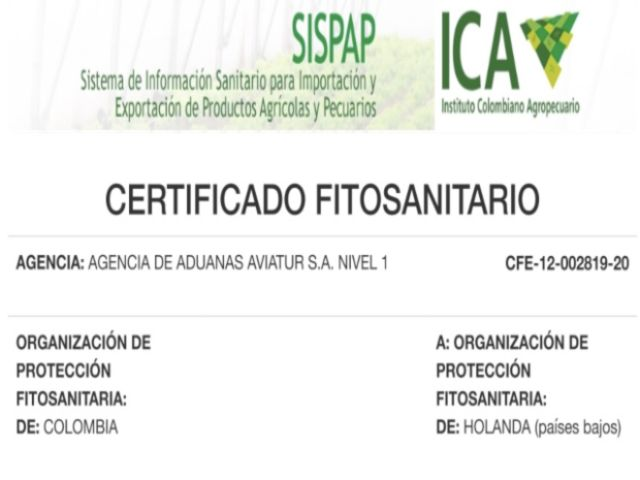 SISPAP
Sistema de Información Sanitario para Importación y
Exportación de Productos Agrícolas y Pecuarios
ICA
Instituto Colombiano Agropecuario
CERTIFICADO FITOSANITARIO
AGENCIA: AGENCIA DE ADUANAS AVIATUR S.A. NIVEL 1
CFE-12-002819-20
ORGANIZACIÓN DE
PROTECCIÓN
FITOSANITARIA:
DE: COLOMBIA
A: ORGANIZACIÓN DE
PROTECCIÓN
FITOSANITARIA:
DE: HOLANDA (países bajos)